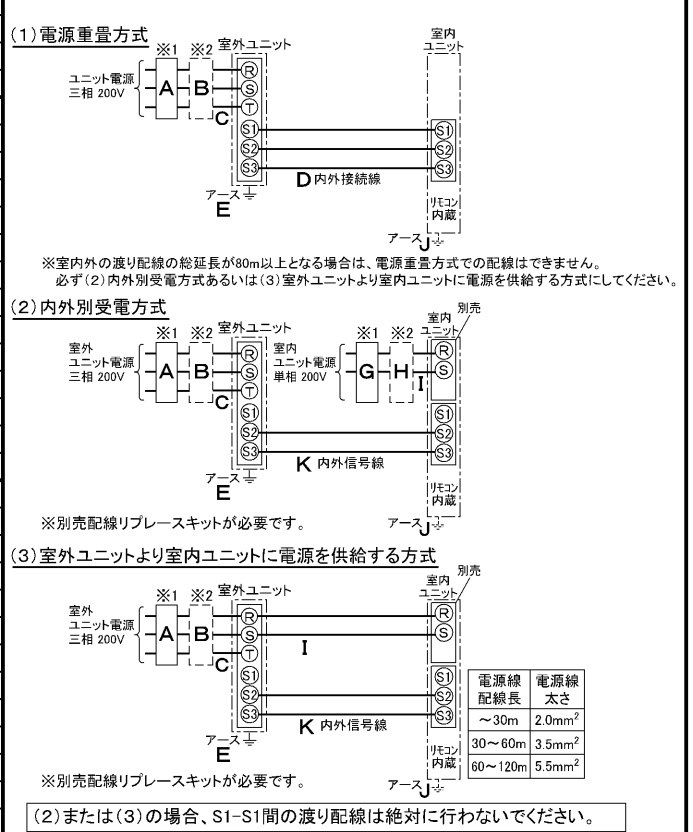 (1)電源重畳方式
※1 ※2 室外ユニット
室内
ユニット
ユニット電源
三相 200V
A
B
C
R
S
T
S1
S2
S3
S1
S2
S3
D 内外接続線
アース
E
リモコン
内蔵
アース J
※室内外の渡り配線の総延長が80m以上となる場合は、電源重畳方式での配線はできません。
必ず(2)内外別受電方式あるいは(3)室外ユニットより室内ユニットに電源を供給する方式にしてください。
(2)内外別受電方式
※1 ※2 室外ユニット
※1 ※2
室内
ユニット
別売
室外
ユニット電源
三相 200V
A
B
C
R
S
T
S1
S2
S3
室内
ユニット電源
単相 200V
G
H
I
R
S
S1
S2
S3
K 内外信号線
アース
E
リモコン
内蔵
アース J
※別売配線リプレースキットが必要です。
(3)室外ユニットより室内ユニットに電源を供給する方式
※1 ※2 室外ユニット
室内
ユニット
別売
室外
ユニット電源
三相 200V
A
B
C
R
S
T
S1
S2
S3
I
R
S
S1
S2
S3
K 内外信号線
アース
E
リモコン
内蔵
アース J
電源線
配線長
電源線
太さ
～30m 2.0mm²
30～60m 3.5mm²
60～120m 5.5mm²
※別売配線リプレースキットが必要です。
(2)または(3)の場合、S1-S1間の渡り配線は絶対に行わないでください。